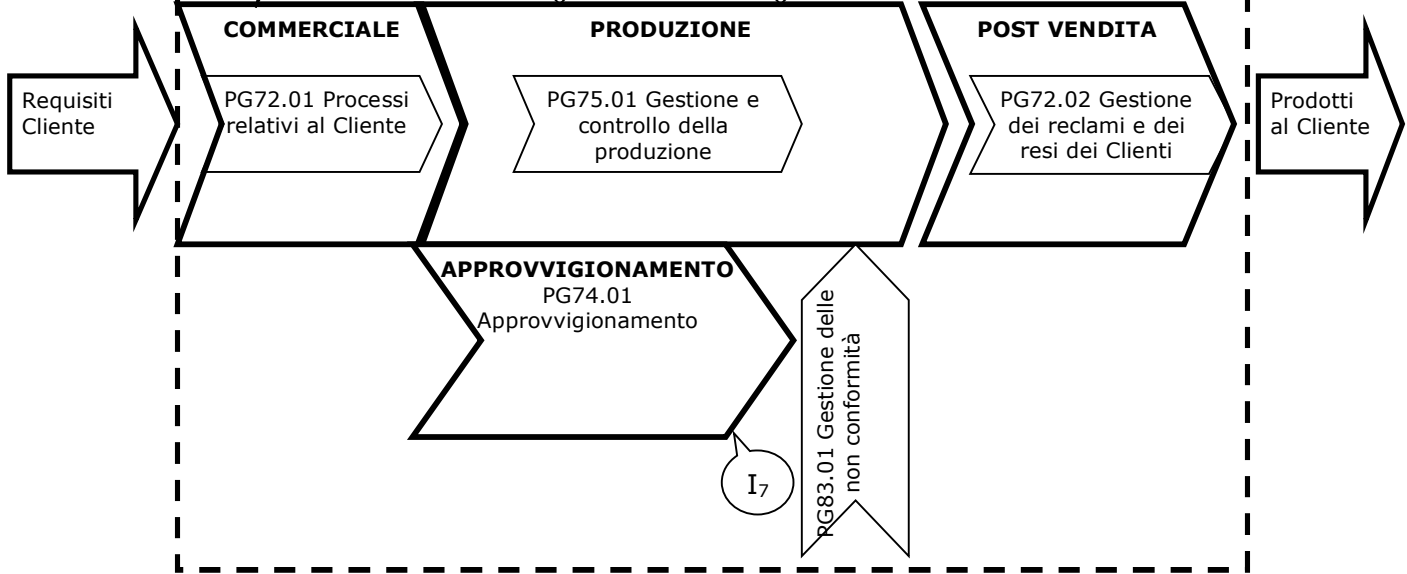 COMMERCIALE
PRODUZIONE
POST VENDITA
Requisiti
Cliente
PG72.01 Processi
relativi al Cliente
PG75.01 Gestione e
controllo della
produzione
PG72.02 Gestione
dei reclami e dei
resi dei Clienti
Prodotti
al Cliente
APPROVVIGIONAMENTO
PG74.01
Approvvigionamento
PG83.01 Gestione delle
non conformità
I7